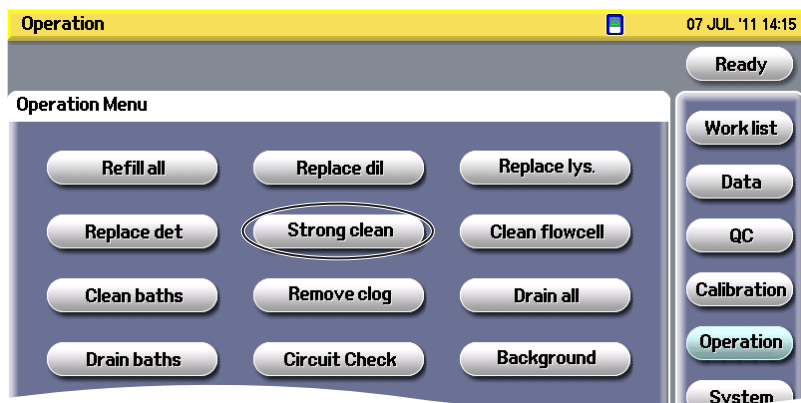 Operation
07 JUL '11 14:15
Ready
Operation Menu
Work list
Refill all
Replace dil
Replace lys.
Data
Replace det
Strong clean
Clean flowcell
QC
Clean baths
Remove clog
Drain all
Calibration
Drain baths
Circuit Check
Background
Operation
System